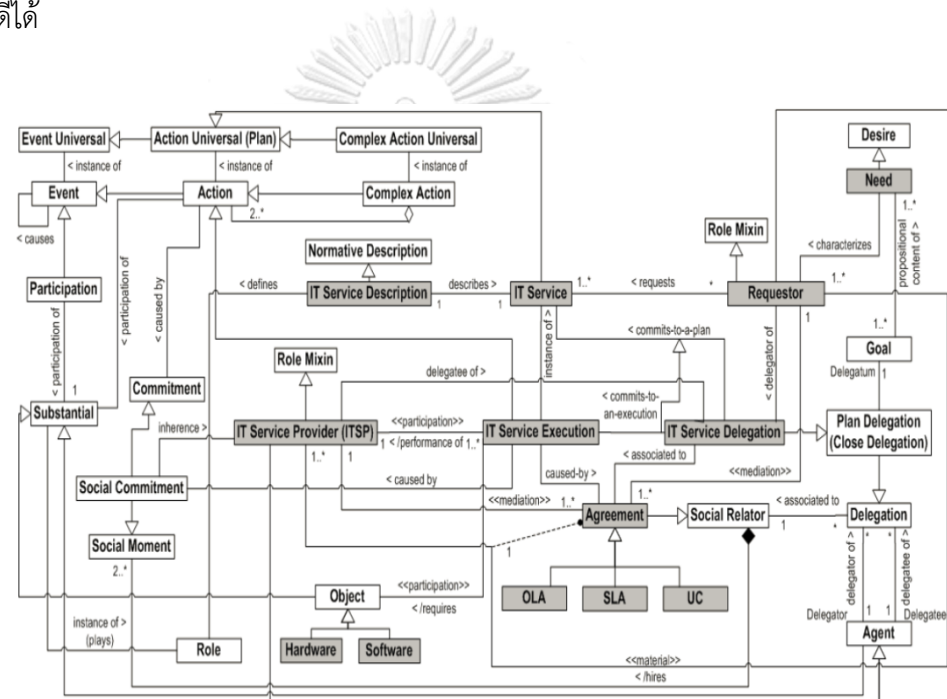 ดีได้
Desire
Event Universal
Action Universal (Plan)
Complex Action Universal
< instance of
< instance of
< instance of
Need
Event
Action
Complex Action
2..*
1..*
< causes
Role Mixin
< characterizes
propositional
content of >
Normative Description
< defines
IT Service Description
describes >
1
1
IT Service
1..*
< requests
*
Requestor
1..*
1
Participation
< participation of
< participation of
< caused by
instance of >
< commits-to-a-plan
< delegator of
1..*
Goal
Delegatum
1
Role Mixin
delegatee of >
Commitment
< commits-to-
an-execution
1
Substantial
inherence >
IT Service Provider (ITSP)
<<participation>>
1
< /performance of
1..*
IT Service Execution
IT Service Delegation
Plan Delegation
(Close Delegation)
1..*
1
< associated to
caused-by >
<<mediation>>
Social Commitment
< caused by
<<mediation>>
1..*
1..*
Agreement
Social Relator
< associated to
1
*
Delegation
Social Moment
2..*
1
delegator of >
delegatee of >
*
*
<<participation>>
Object
< /requires
OLA
SLA
UC
Delegator
1
1
Delegatee
instance of >
(plays)
Role
Hardware
Software
Agent
<<material>>
< /hires